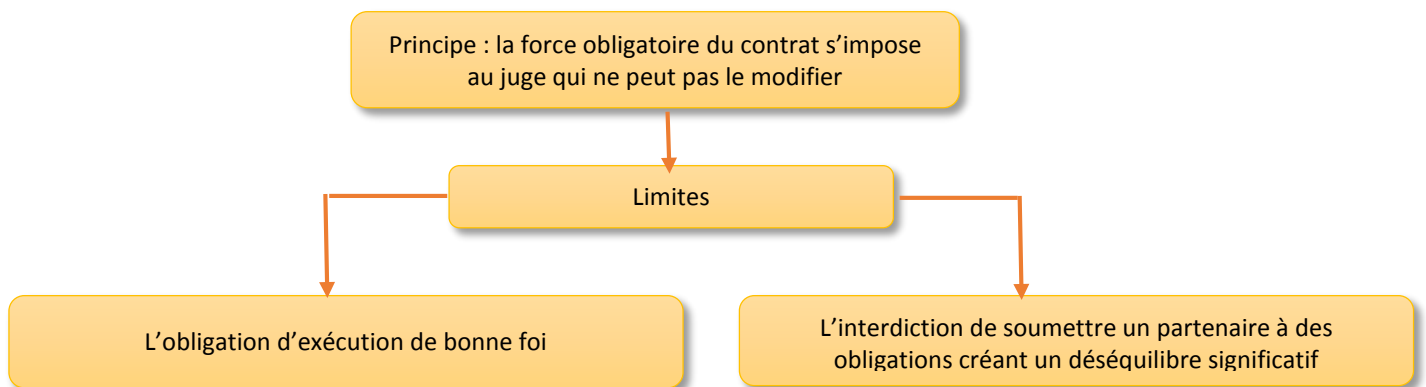 Principe : la force obligatoire du contrat s’impose
au juge qui ne peut pas le modifier
Limites
L’obligation d’exécution de bonne foi
L’interdiction de soumettre un partenaire à des
obligations créant un déséquilibre significatif